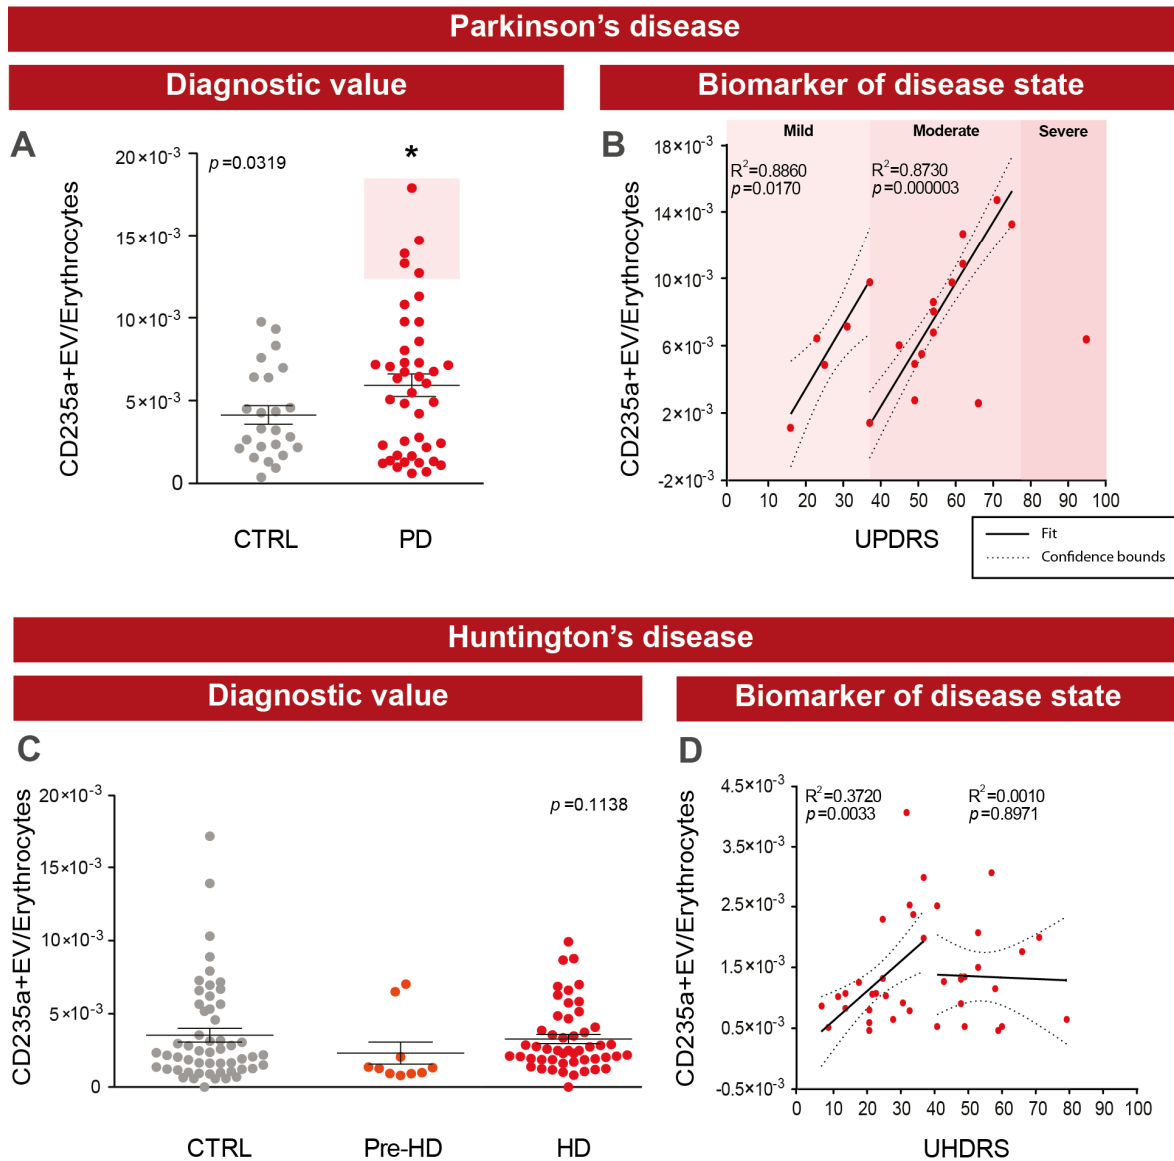 Parkinson’s disease
Diagnostic value
Biomarker of disease state
A
p=0.0319
*
CD235a+EV/Erythrocytes
20×10⁻³
15×10⁻³
10×10⁻³
5×10⁻³
0
CTRL
PD
B
Mild
Moderate
Severe
R²=0.8860
p=0.0170
R²=0.8730
p=0.000003
CD235a+EV/Erythrocytes
18×10⁻³
14×10⁻³
10×10⁻³
6×10⁻³
2×10⁻³
-2×10⁻³
0 10 20 30 40 50 60 70 80 90 100
UPDRS
Fit
Confidence bounds
Huntington’s disease
Diagnostic value
Biomarker of disease state
C
p=0.1138
CD235a+EV/Erythrocytes
20×10⁻³
15×10⁻³
10×10⁻³
5×10⁻³
0
CTRL
Pre-HD
HD
D
R²=0.3720
p=0.0033
R²=0.0010
p=0.8971
CD235a+EV/Erythrocytes
4.5×10⁻³
3.5×10⁻³
2.5×10⁻³
1.5×10⁻³
0.5×10⁻³
-0.5×10⁻³
0 10 20 30 40 50 60 70 80 90 100
UHDRS